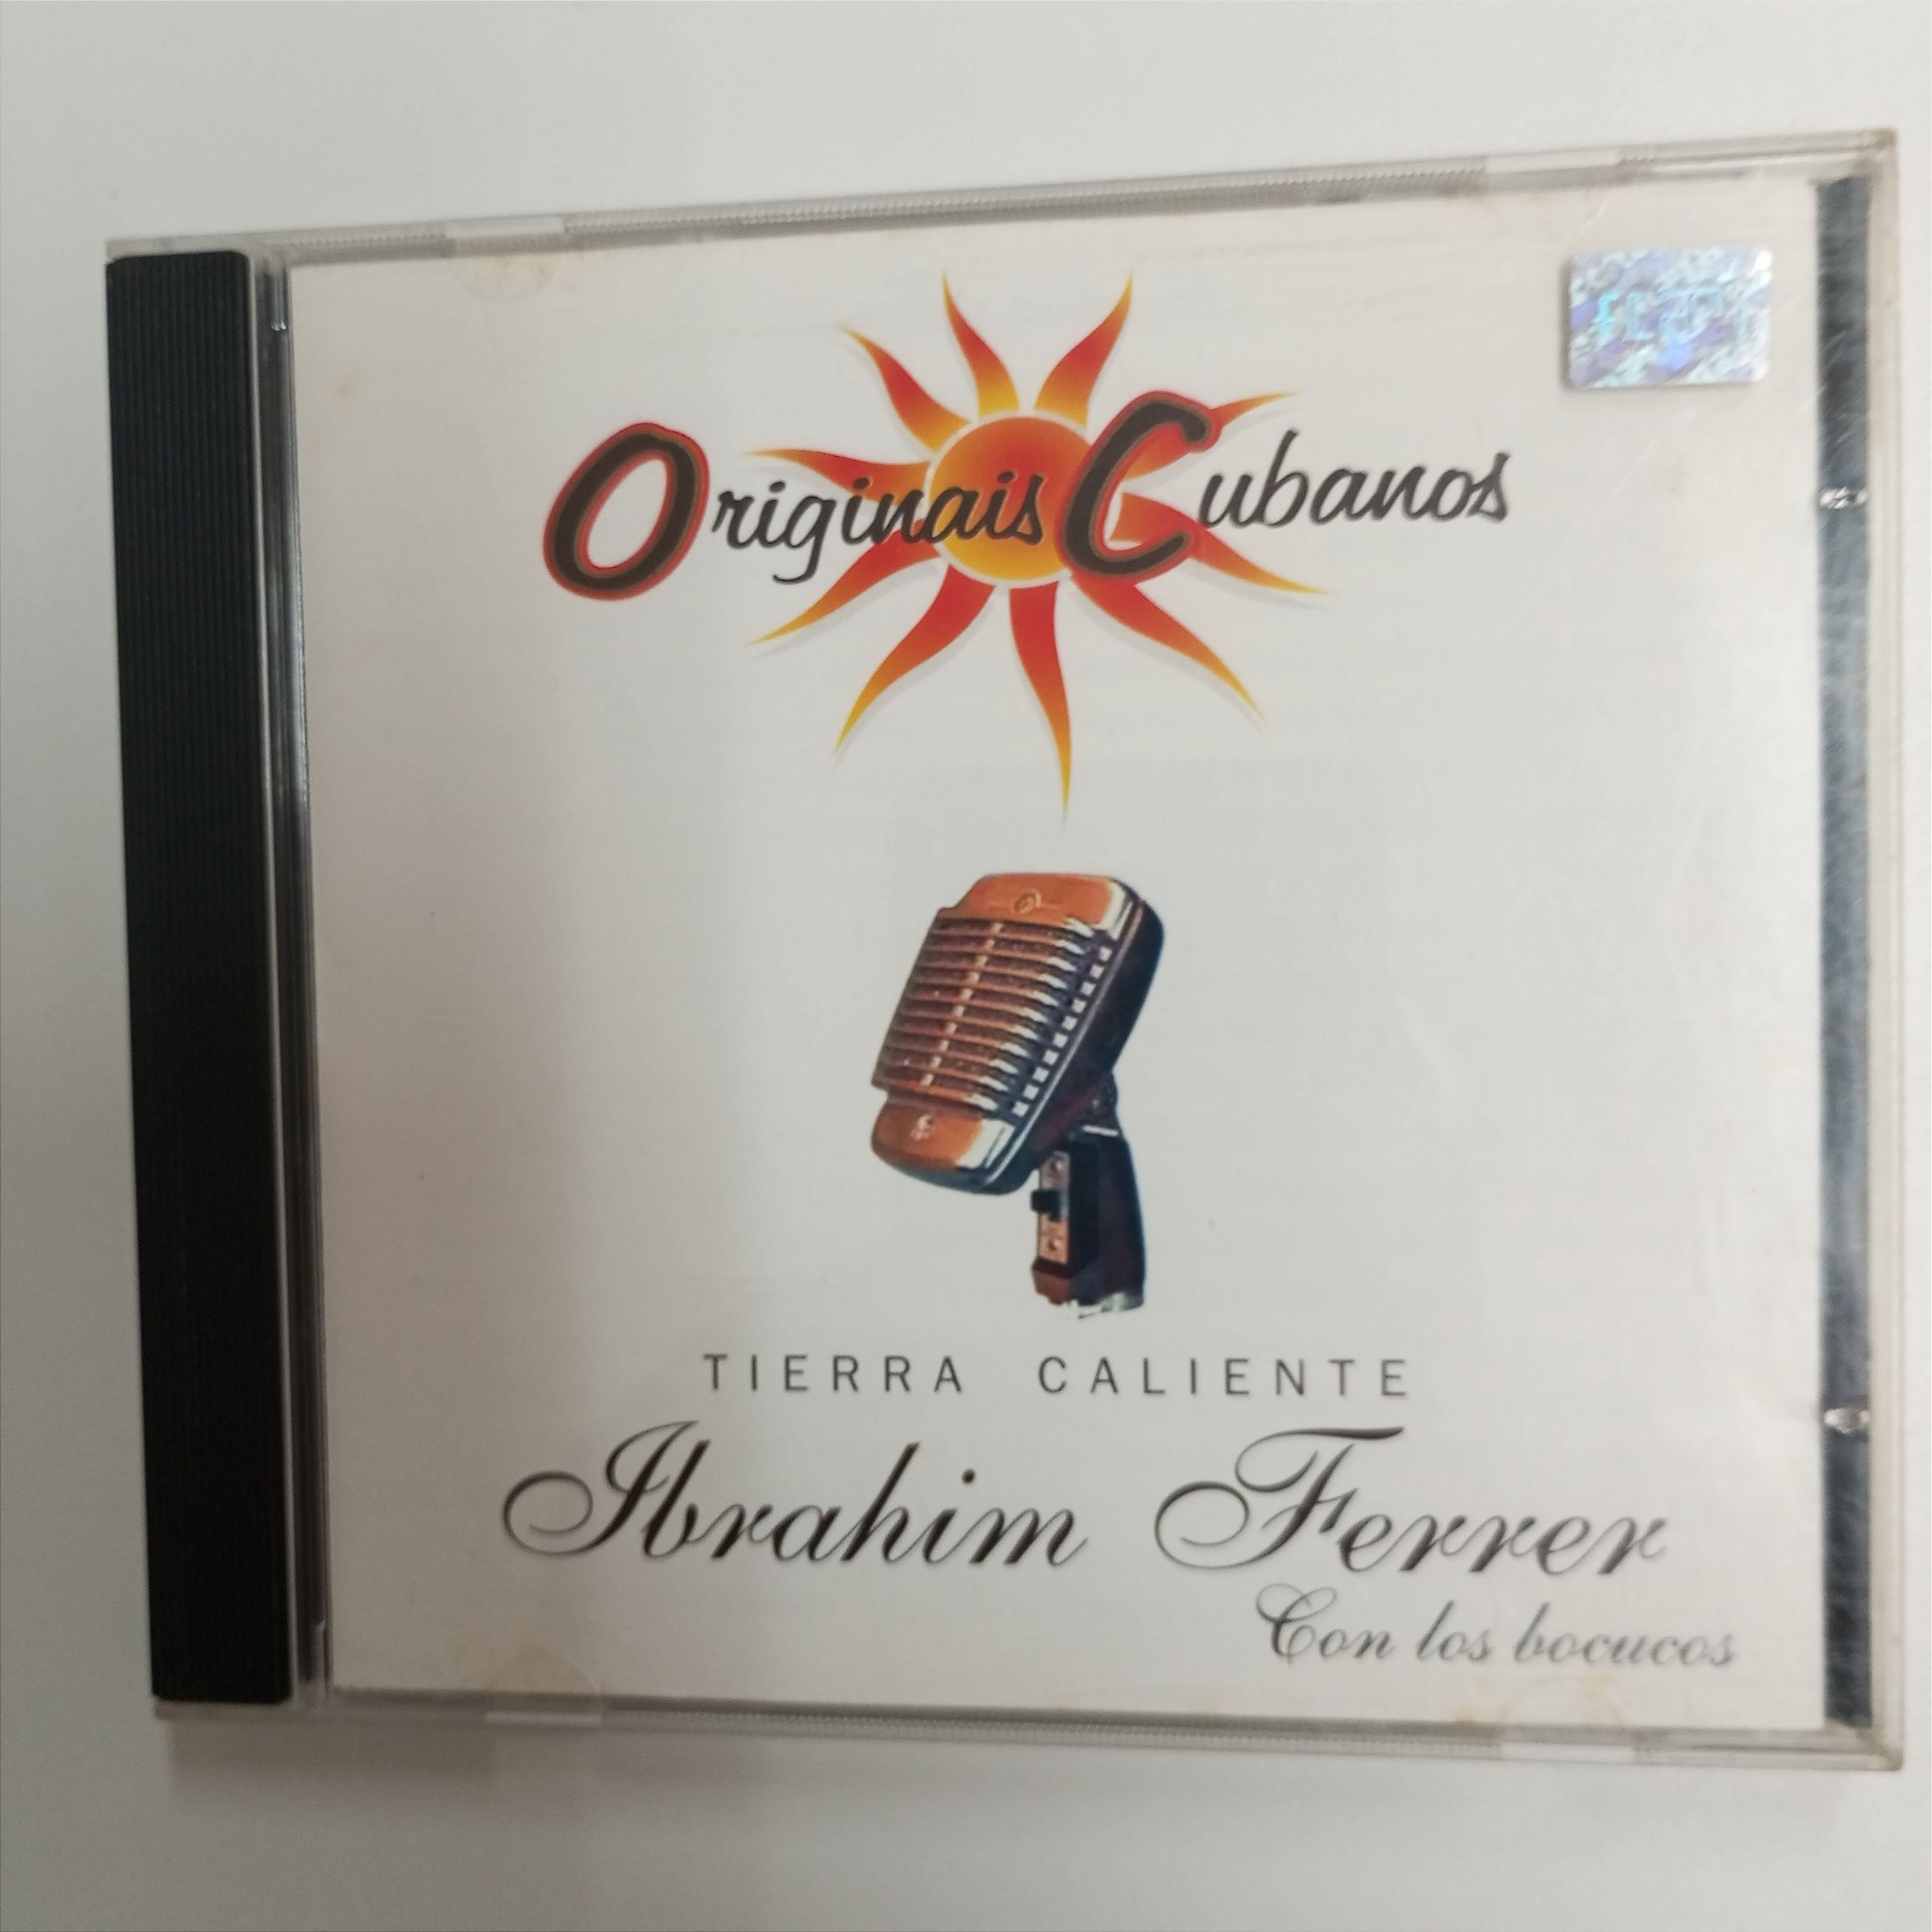 Originais Cubanos
TIERRA CALIENTE
Ibrahim Ferrer
Con los bocucos